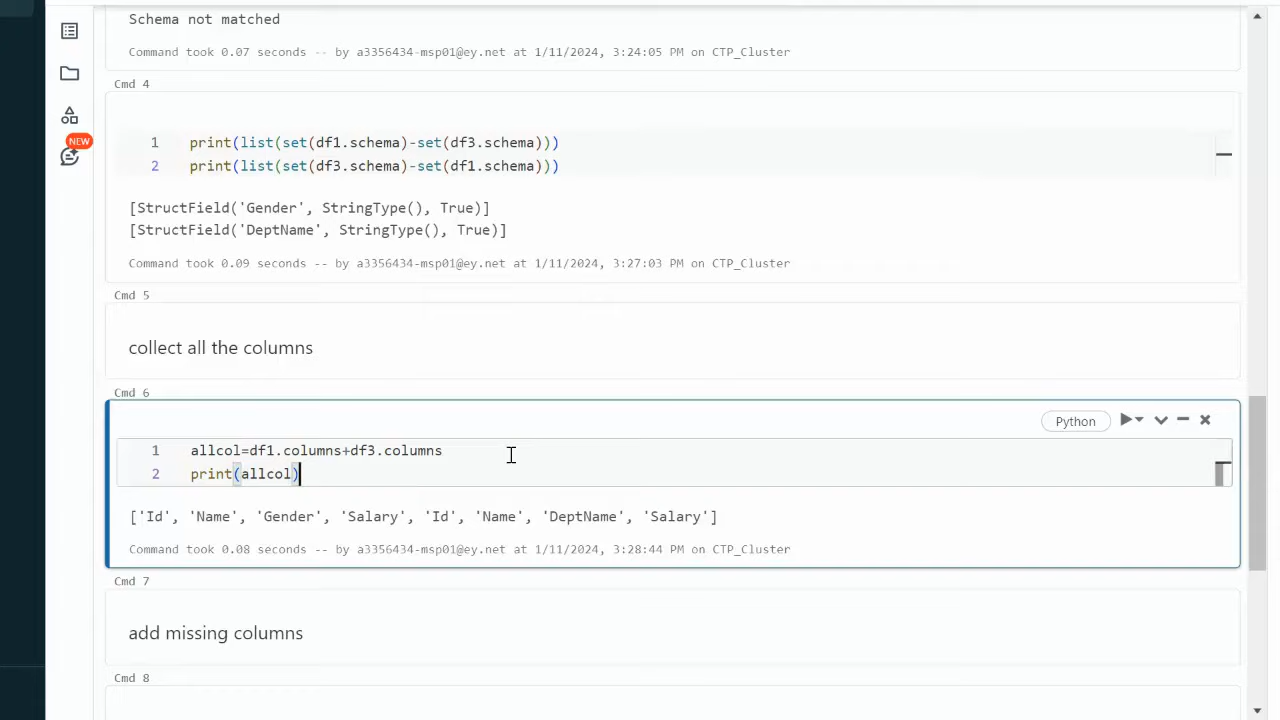 Schema not matched
Command took 0.07 seconds -- by a3356434-msp01@ey.net at 1/11/2024, 3:24:05 PM on CTP_Cluster
NEW
Cmd 4
1 print(list(set(df1.schema)-set(df3.schema)))
2 print(list(set(df3.schema)-set(df1.schema)))
[StructField('Gender', StringType(), True)]
[StructField('DeptName', StringType(), True)]
Command took 0.09 seconds -- by a3356434-msp01@ey.net at 1/11/2024, 3:27:03 PM on CTP_Cluster
Cmd 5
collect all the columns
Cmd 6
Python
1 allcol=df1.columns+df3.columns
2 print(allcol)
['Id', 'Name', 'Gender', 'Salary', 'Id', 'Name', 'DeptName', 'Salary']
Command took 0.08 seconds -- by a3356434-msp01@ey.net at 1/11/2024, 3:28:44 PM on CTP_Cluster
Cmd 7
add missing columns
Cmd 8